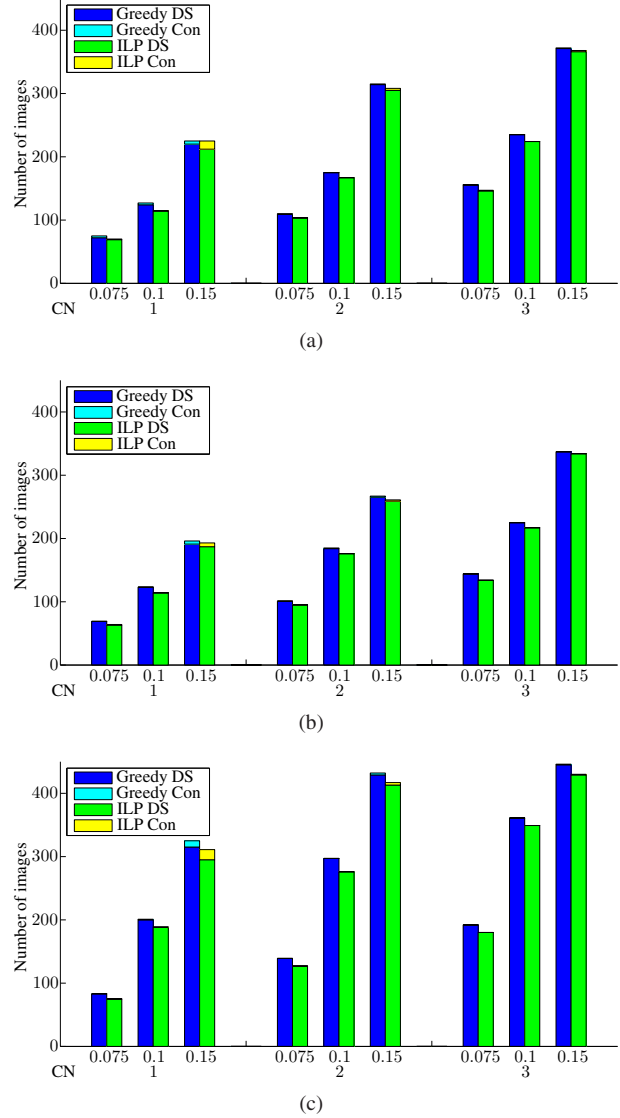 400
300
200
100
0
Number of images
Greedy DS
Greedy Con
ILP DS
ILP Con
0.075 0.1 0.15 0.075 0.1 0.15 0.075 0.1 0.15
CN 1 2 3
(a)
400
300
200
100
0
Number of images
Greedy DS
Greedy Con
ILP DS
ILP Con
0.075 0.1 0.15 0.075 0.1 0.15 0.075 0.1 0.15
CN 1 2 3
(b)
400
300
200
100
0
Number of images
Greedy DS
Greedy Con
ILP DS
ILP Con
0.075 0.1 0.15 0.075 0.1 0.15 0.075 0.1 0.15
CN 1 2 3
(c)